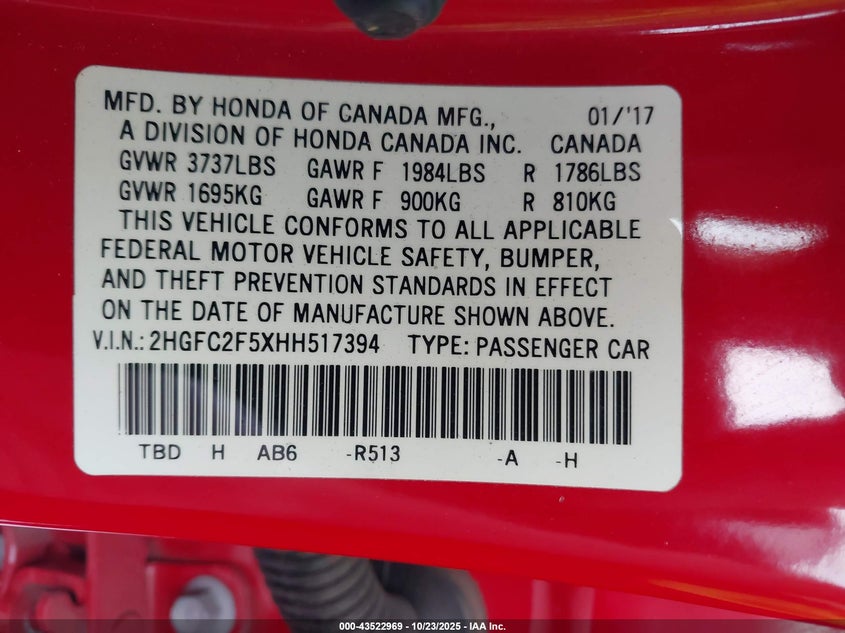 MFD. BY HONDA OF CANADA MFG., 01/'17
A DIVISION OF HONDA CANADA INC. CANADA
GVWR 3737LBS GAWR F 1984LBS R 1786LBS
GVWR 1695KG GAWR F 900KG R 810KG
THIS VEHICLE CONFORMS TO ALL APPLICABLE
FEDERAL MOTOR VEHICLE SAFETY, BUMPER,
AND THEFT PREVENTION STANDARDS IN EFFECT
ON THE DATE OF MANUFACTURE SHOWN ABOVE.
V.I.N.: 2HGFC2F5XHH517394 TYPE: PASSENGER CAR
TBD H AB6 -R513 -A -H
000-43522969 | 10/23/2025 | IAA Inc.